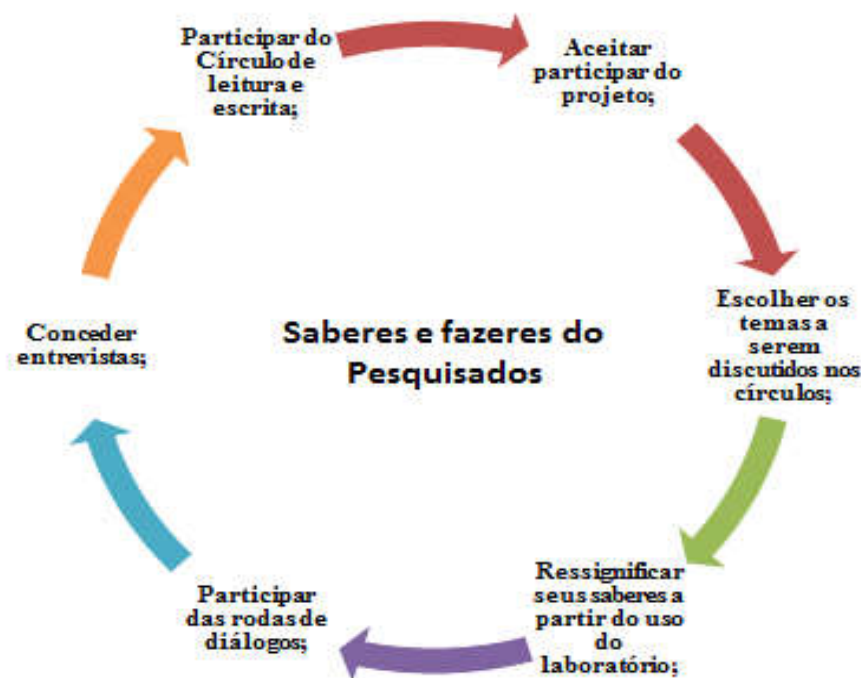 Participar do
Círculo de
leitura e
escrita;
Aceitar
participar do
projeto;
Escolher os
temas a
serem
discutidos nos
círculos;
Ressignificar
seus saberes a
partir do uso
do
laboratório;
Participar
das rodas de
diálogos;
Conceder
entrevistas;
Saberes e fazeres do
Pesquisados